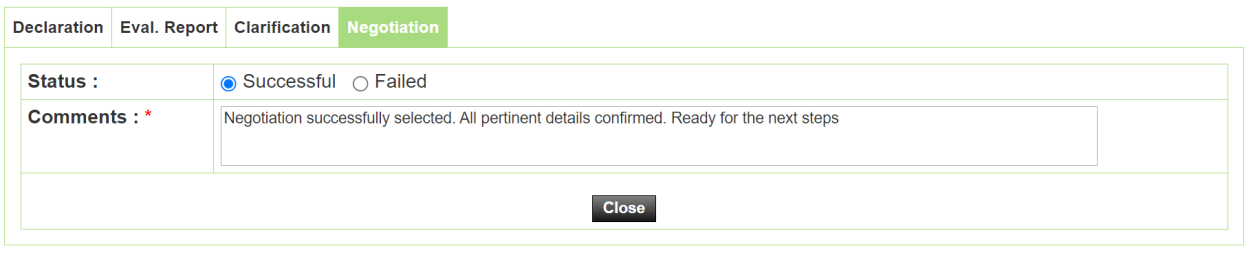 Declaration Eval. Report Clarification Negotiation
Status : Successful Failed
Comments : * Negotiation successfully selected. All pertinent details confirmed. Ready for the next steps
Close